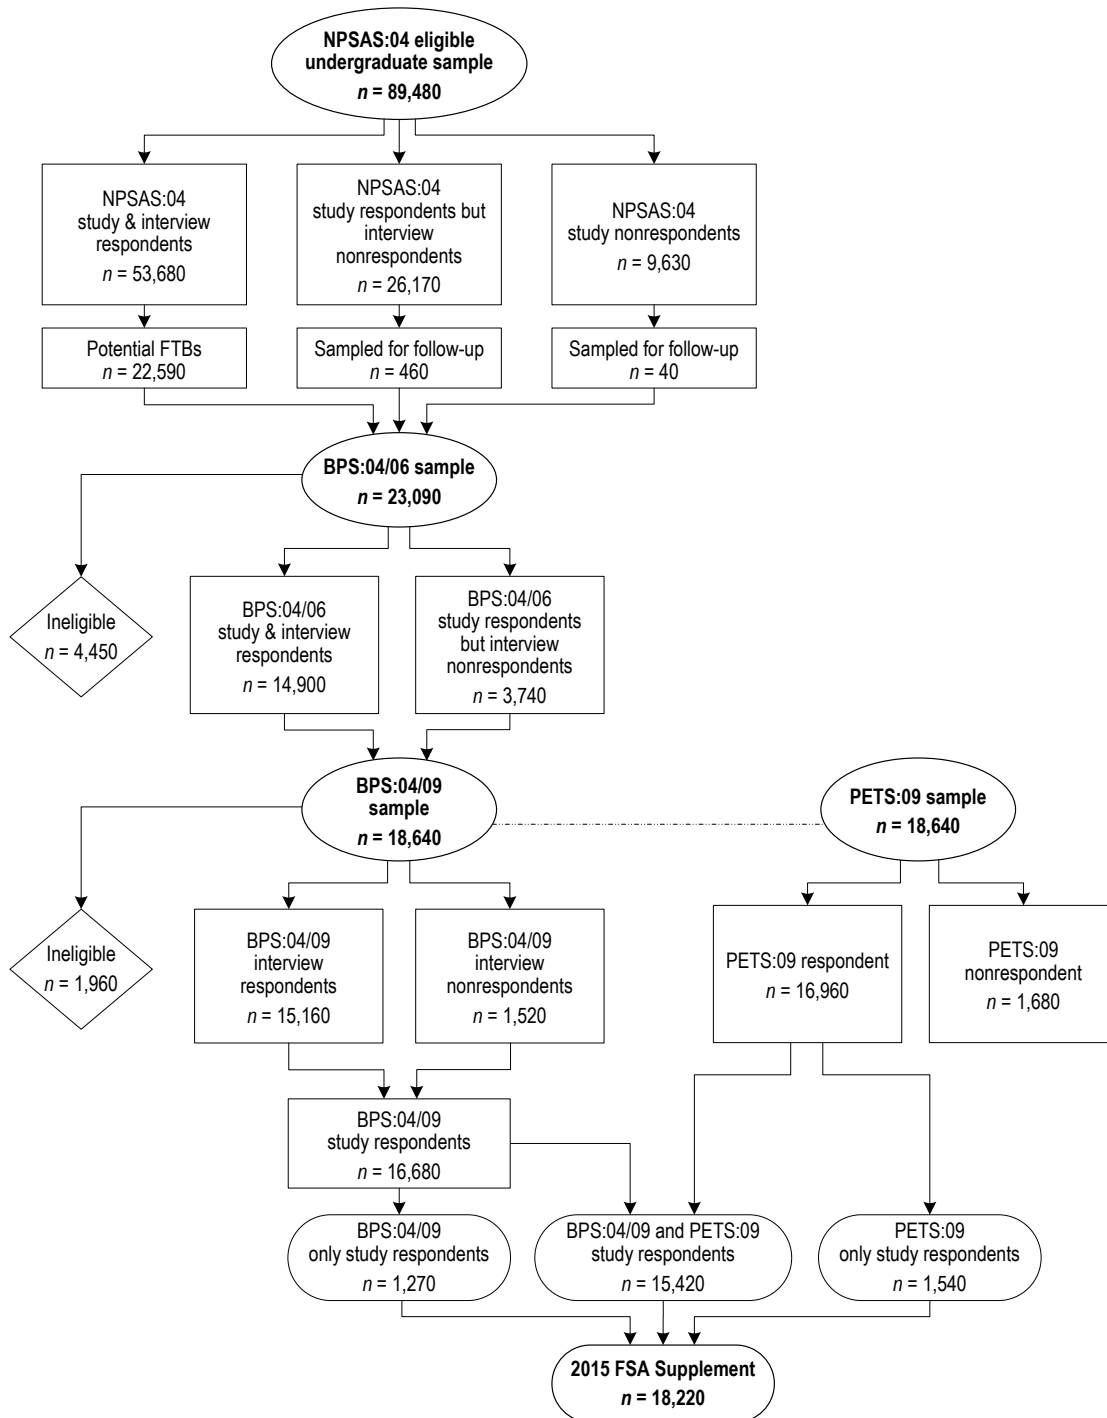 NPSAS:04 eligible
undergraduate sample
n = 89,480
NPSAS:04
study & interview
respondents
n = 53,680
NPSAS:04
study respondents but
interview
nonrespondents
n = 26,170
NPSAS:04
study nonrespondents
n = 9,630
Potential FTBs
n = 22,590
Sampled for follow-up
n = 460
Sampled for follow-up
n = 40
BPS:04/06 sample
n = 23,090
Ineligible
n = 4,450
BPS:04/06
study & interview
respondents
n = 14,900
BPS:04/06
study respondents
but interview
nonrespondents
n = 3,740
BPS:04/09
sample
n = 18,640
PETS:09 sample
n = 18,640
Ineligible
n = 1,960
BPS:04/09
interview
respondents
n = 15,160
BPS:04/09
interview
nonrespondents
n = 1,520
PETS:09 respondent
n = 16,960
PETS:09
nonrespondent
n = 1,680
BPS:04/09
study respondents
n = 16,680
BPS:04/09
only study respondents
n = 1,270
BPS:04/09 and PETS:09
study respondents
n = 15,420
PETS:09
only study respondents
n = 1,540
2015 FSA Supplement
n = 18,220